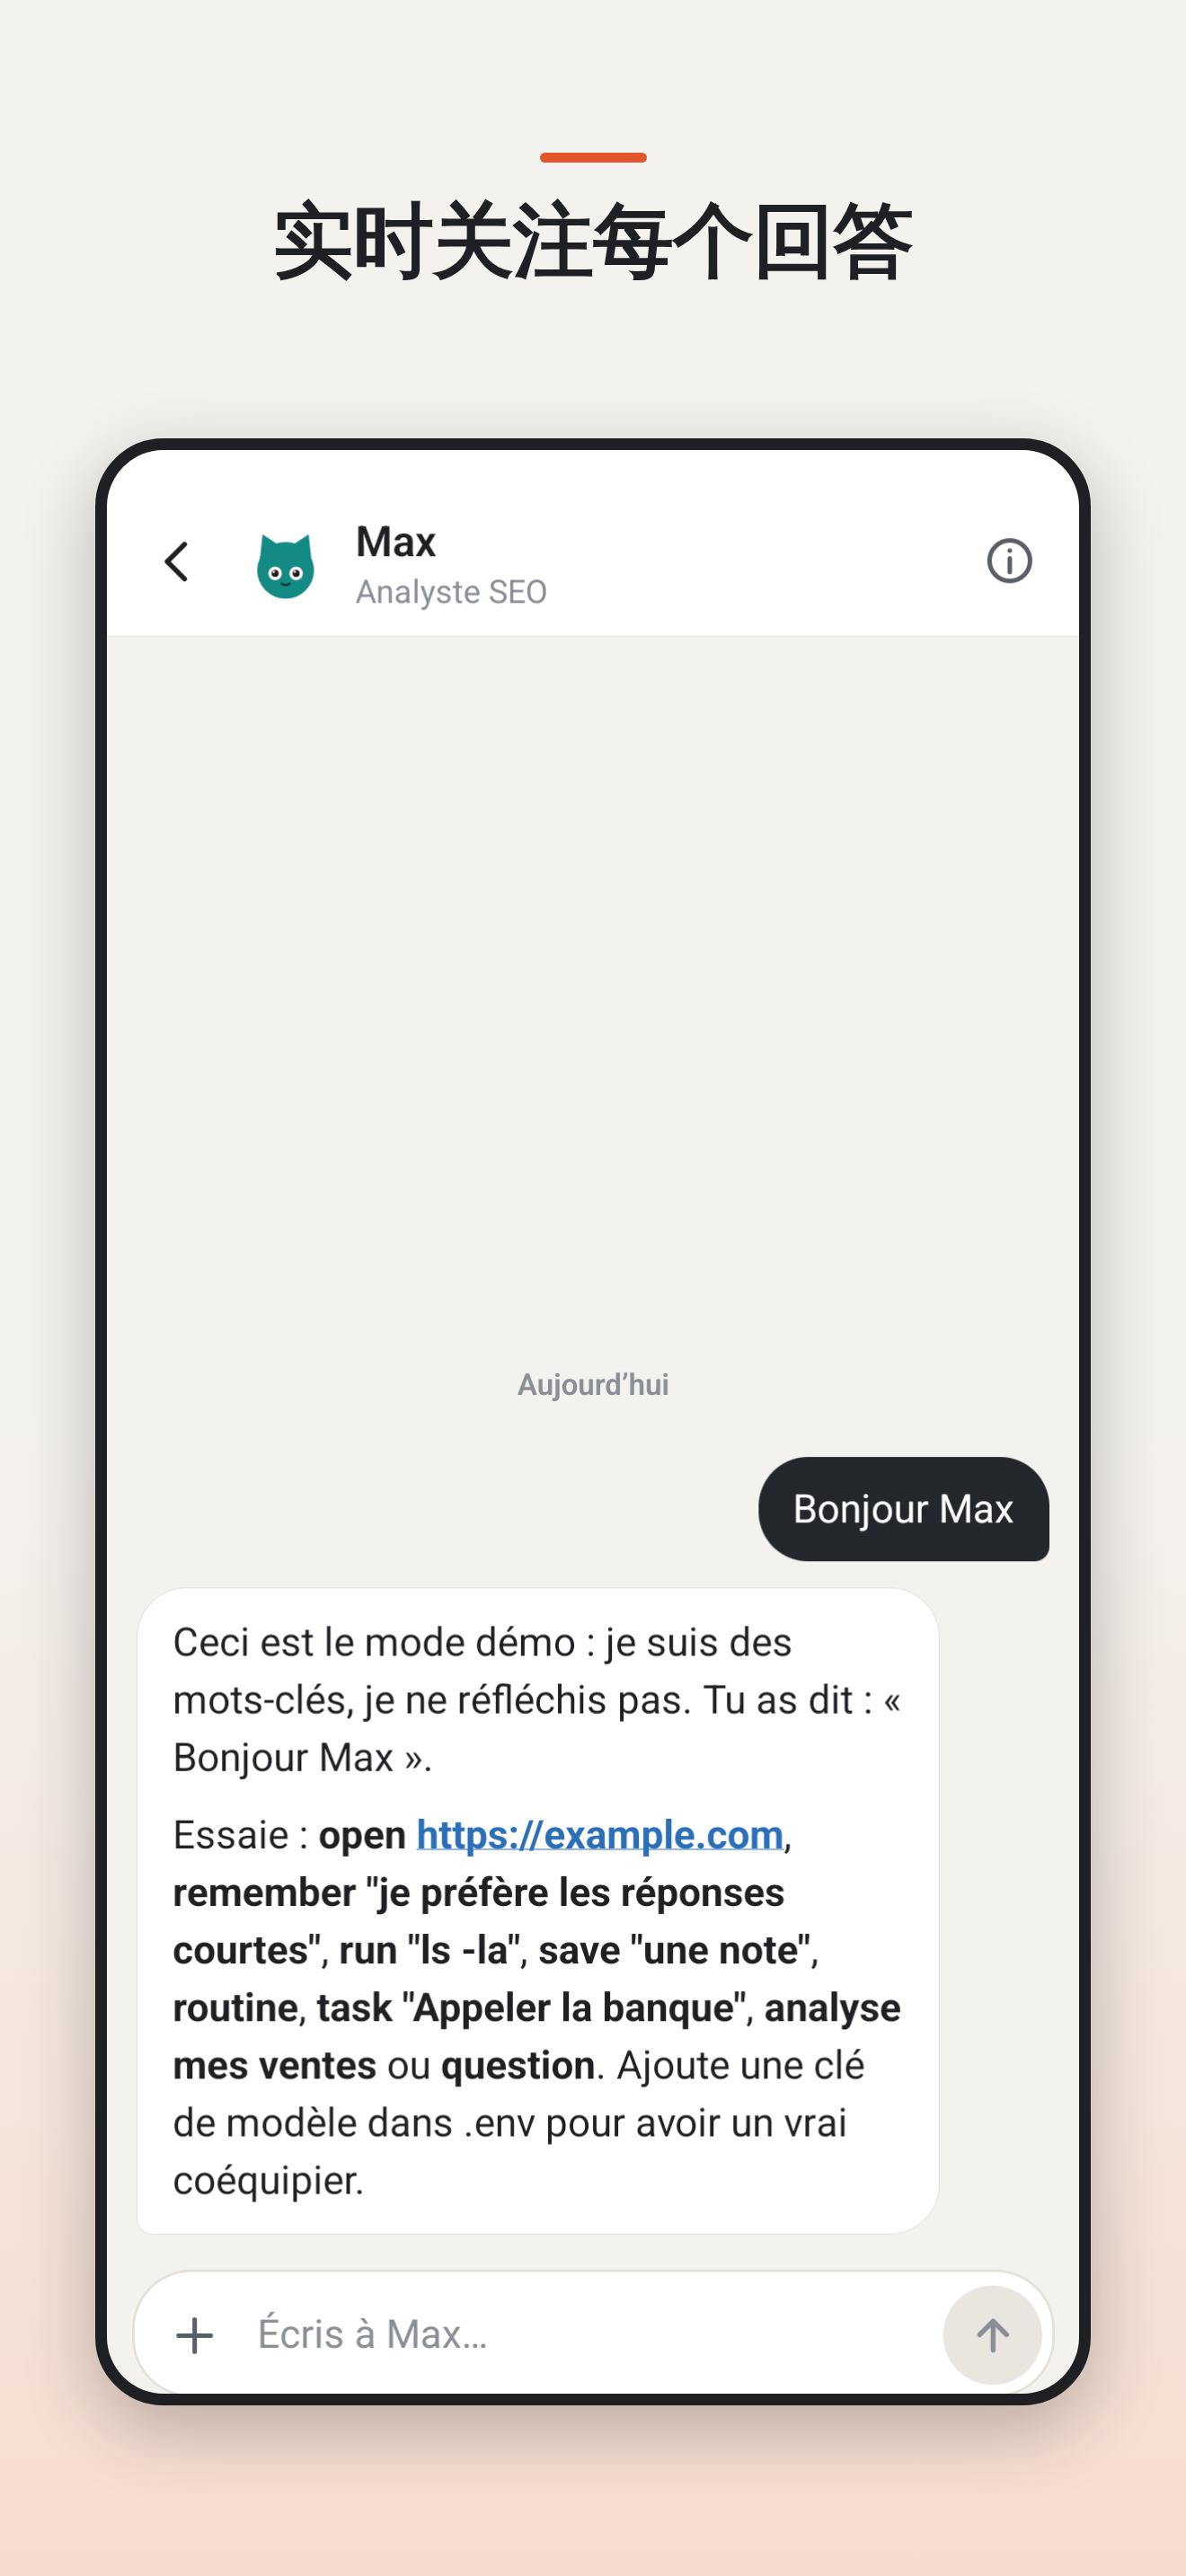 实时关注每个回答
Max
Analyste SEO
Aujourd’hui
Bonjour Max
Ceci est le mode démo : je suis des
mots-clés, je ne réfléchis pas. Tu as dit : «
Bonjour Max ».
Essaie : open https://example.com,
remember "je préfère les réponses
courtes", run "ls -la", save "une note",
routine, task "Appeler la banque", analyse
mes ventes ou question. Ajoute une clé
de modèle dans .env pour avoir un vrai
coéquipier.
Écris à Max…